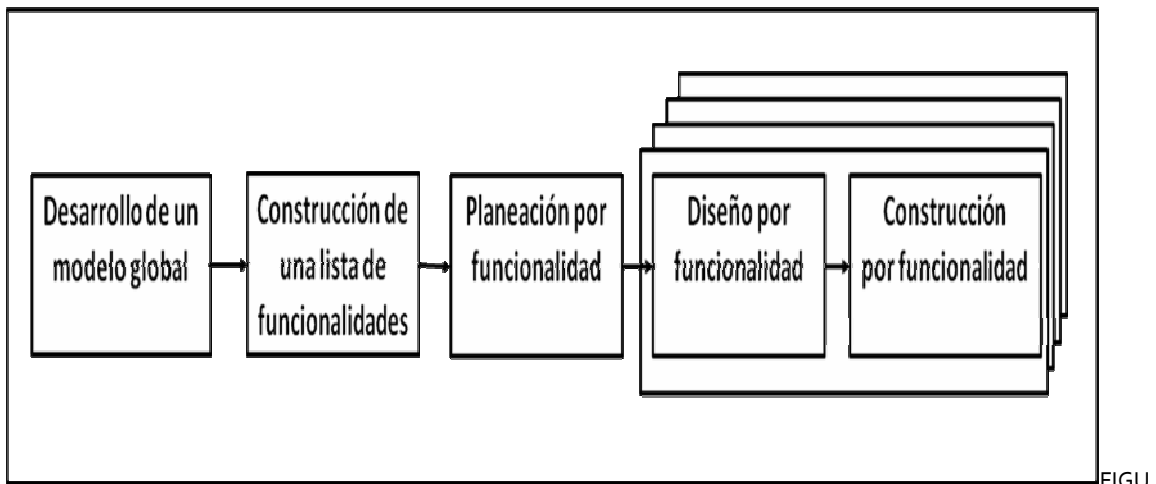 Desarrollo de un
modelo global
Construcción de
una lista de
funcionalidades
Planeación por
funcionalidad
Diseño por
funcionalidad
Construcción
por funcionalidad
FIGU